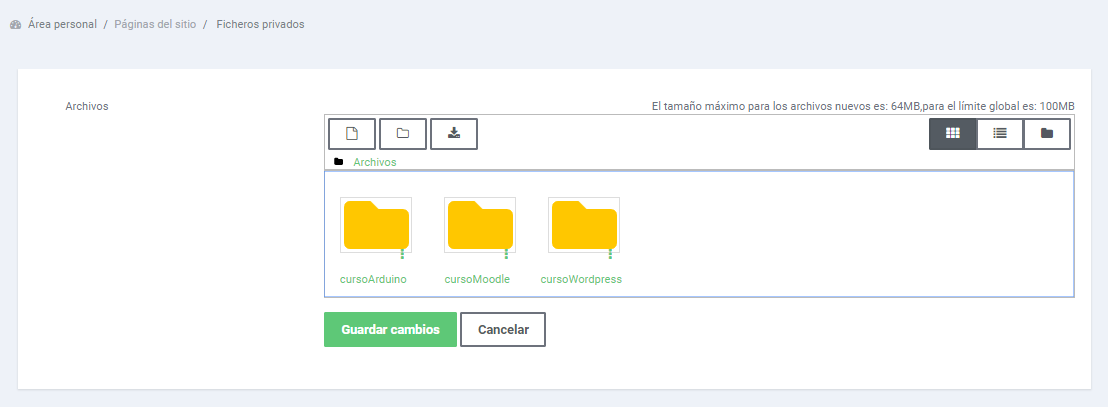 Área personal / Páginas del sitio / Ficheros privados
Archivos
El tamaño máximo para los archivos nuevos es: 64MB,para el límite global es: 100MB
Archivos
cursoArduino cursoMoodle cursoWordpress
Guardar cambios Cancelar